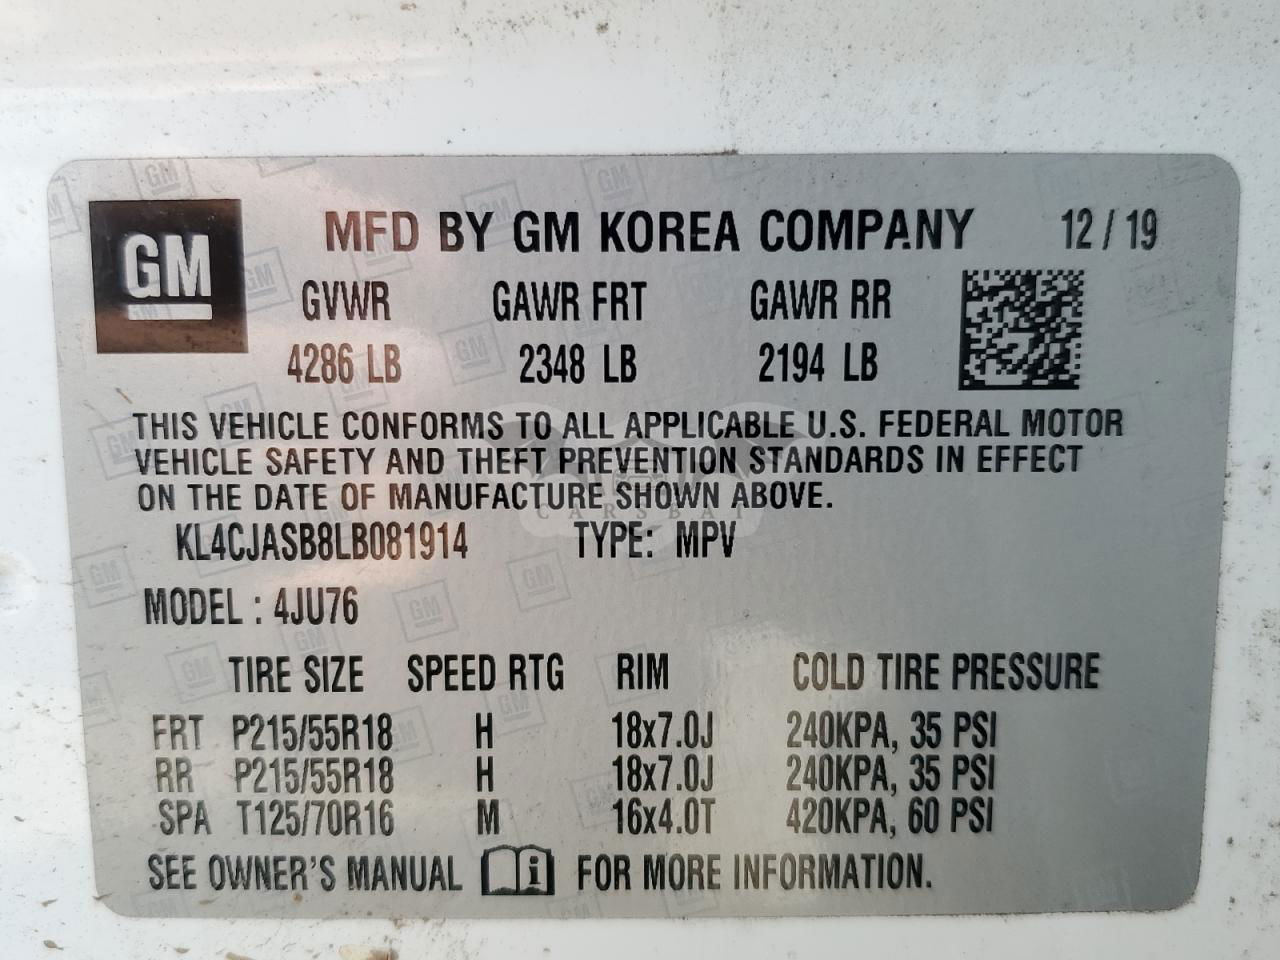 GM MFD BY GM KOREA COMPANY 12/19
GVWR GAWR FRT GAWR RR
4286 LB 2348 LB 2194 LB
THIS VEHICLE CONFORMS TO ALL APPLICABLE U.S. FEDERAL MOTOR
VEHICLE SAFETY AND THEFT PREVENTION STANDARDS IN EFFECT
ON THE DATE OF MANUFACTURE SHOWN ABOVE.
CARSBAT
KL4CJASB8LB081914 TYPE: MPV
MODEL : 4JU76
TIRE SIZE SPEED RTG RIM COLD TIRE PRESSURE
FRT P215/55R18 H 18x7.0J 240KPA, 35 PSI
RR P215/55R18 H 18x7.0J 240KPA, 35 PSI
SPA T125/70R16 M 16x4.0T 420KPA, 60 PSI
SEE OWNER'S MANUAL i FOR MORE INFORMATION.